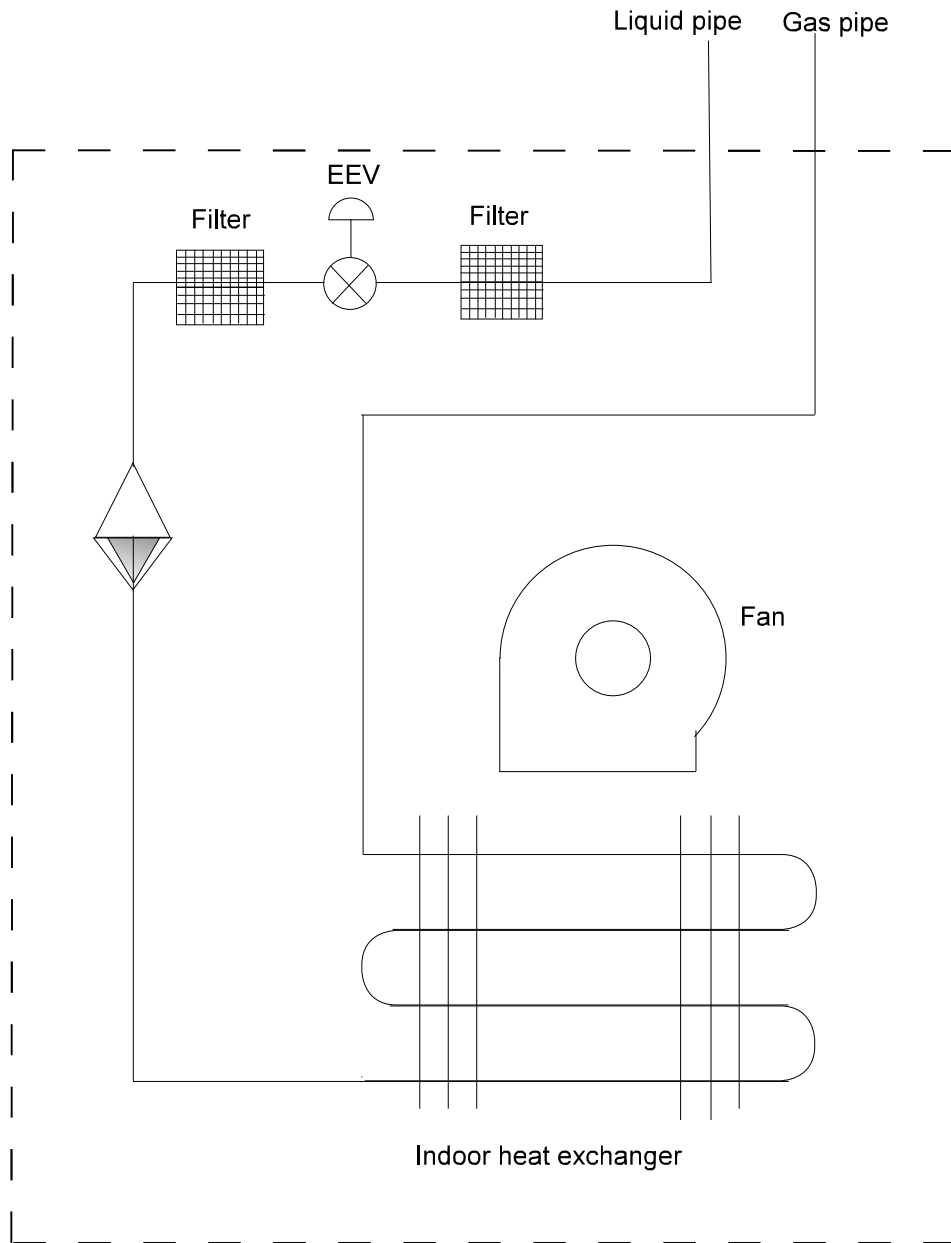 Liquid pipe
Gas pipe
EEV
Filter
Filter
Fan
Indoor heat exchanger